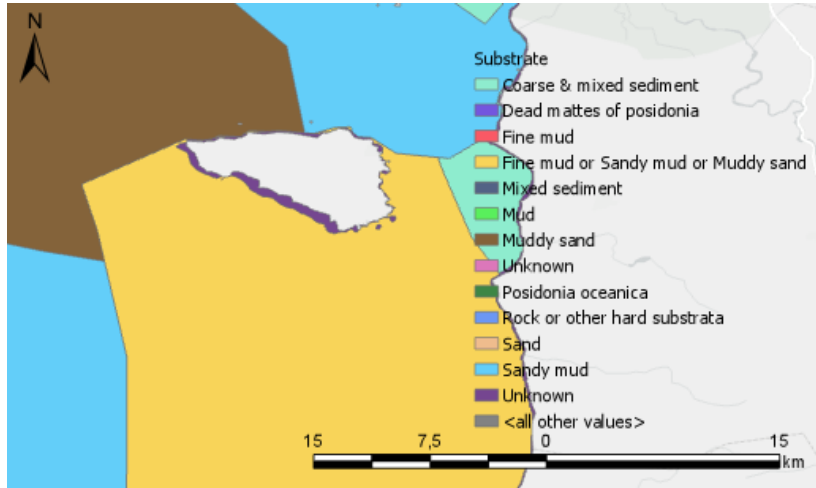 N
Substrate
Coarse & mixed sediment
Dead mattes of posidonia
Fine mud
Fine mud or Sandy mud or Muddy sand
Mixed sediment
Mud
Muddy sand
Unknown
Posidonia oceanica
Rock or other hard substrata
Sand
Sandy mud
Unknown
<all other values>
15 7,5 0 15
km